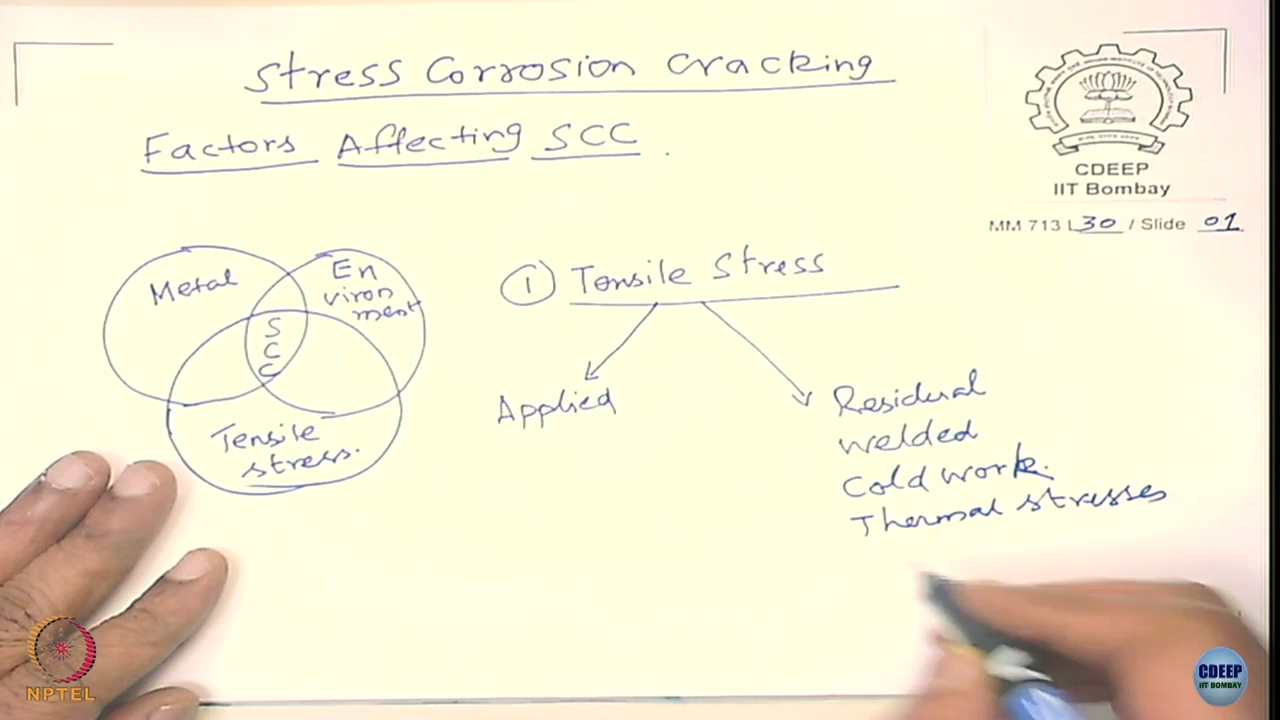 Stress Corrosion Cracking
Factors Affecting SCC.
CDEEP
IIT Bombay
MM 713 L 30 / Slide 01
Metal
En
viron
ment
S
C
C
Tensile
stress.
① Tensile Stress
Applied
Residual
Welded
Cold work.
Thermal stresses
NPTEL
CDEEP
IIT BOMBAY